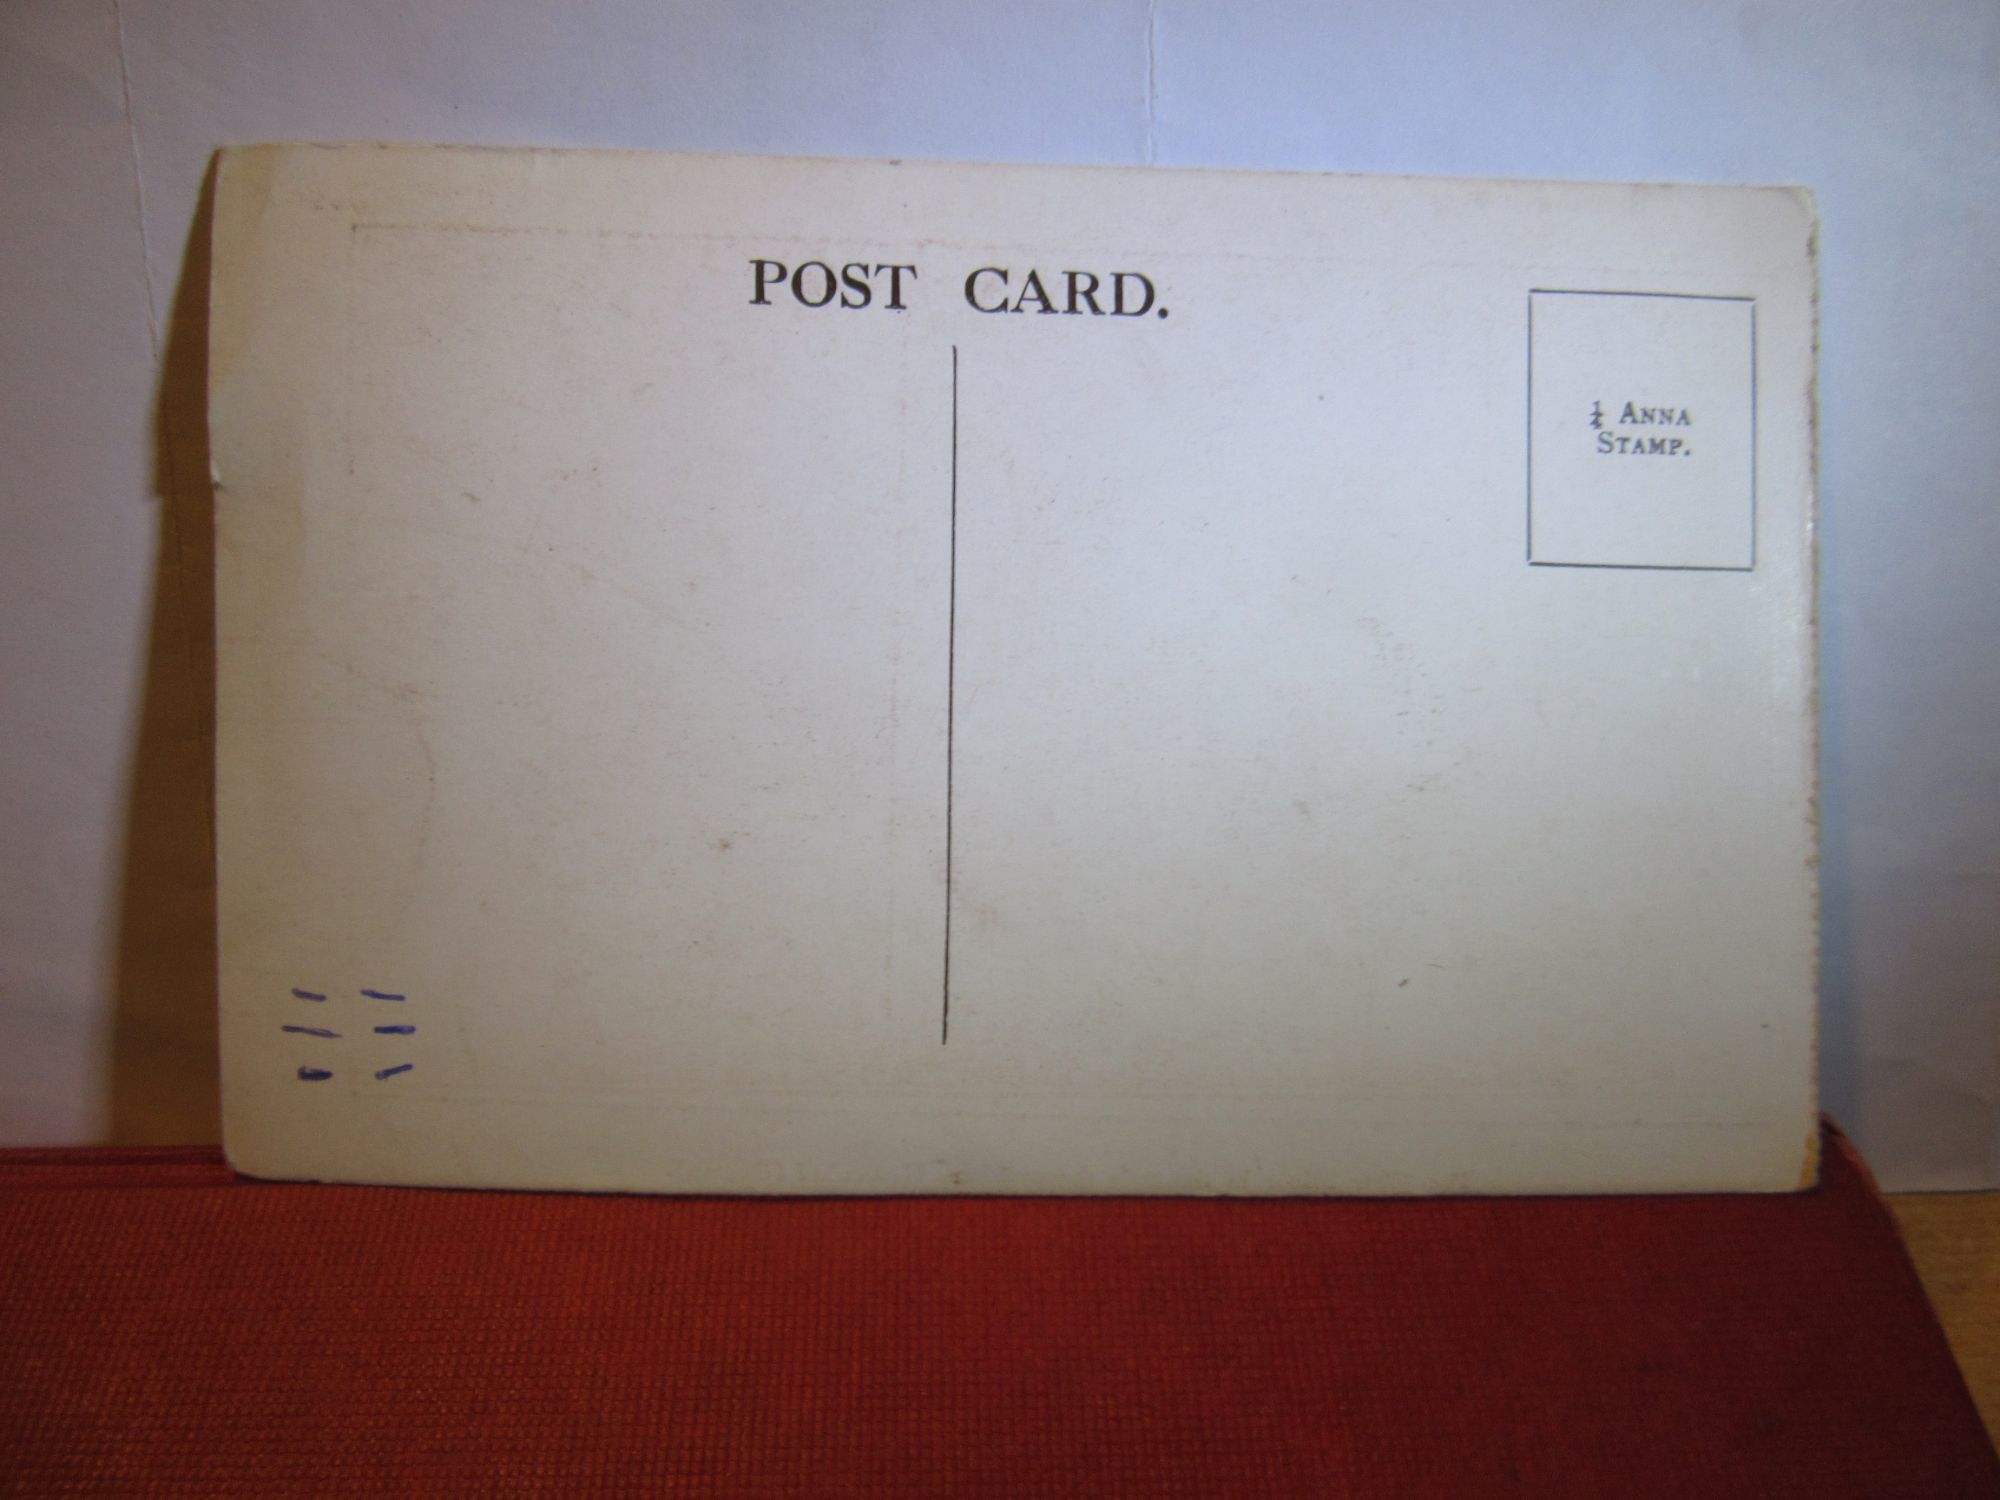 POST CARD.
¼ ANNA
STAMP.